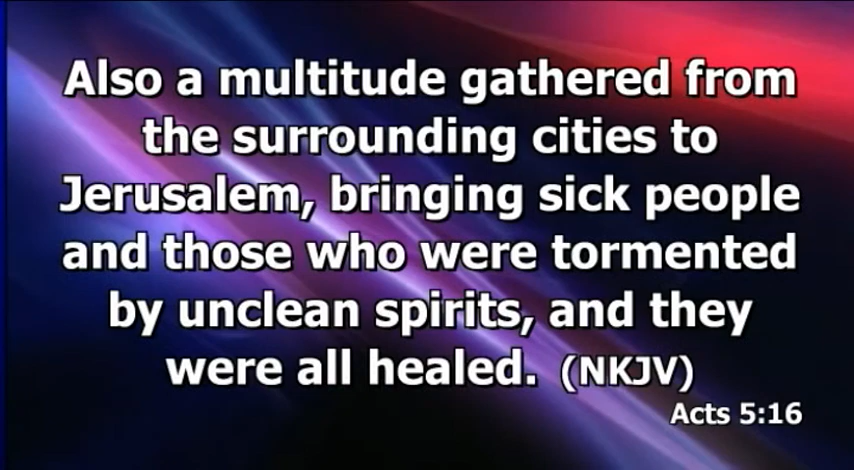 Also a multitude gathered from
the surrounding cities to
Jerusalem, bringing sick people
and those who were tormented
by unclean spirits, and they
were all healed. (NKJV)
Acts 5:16